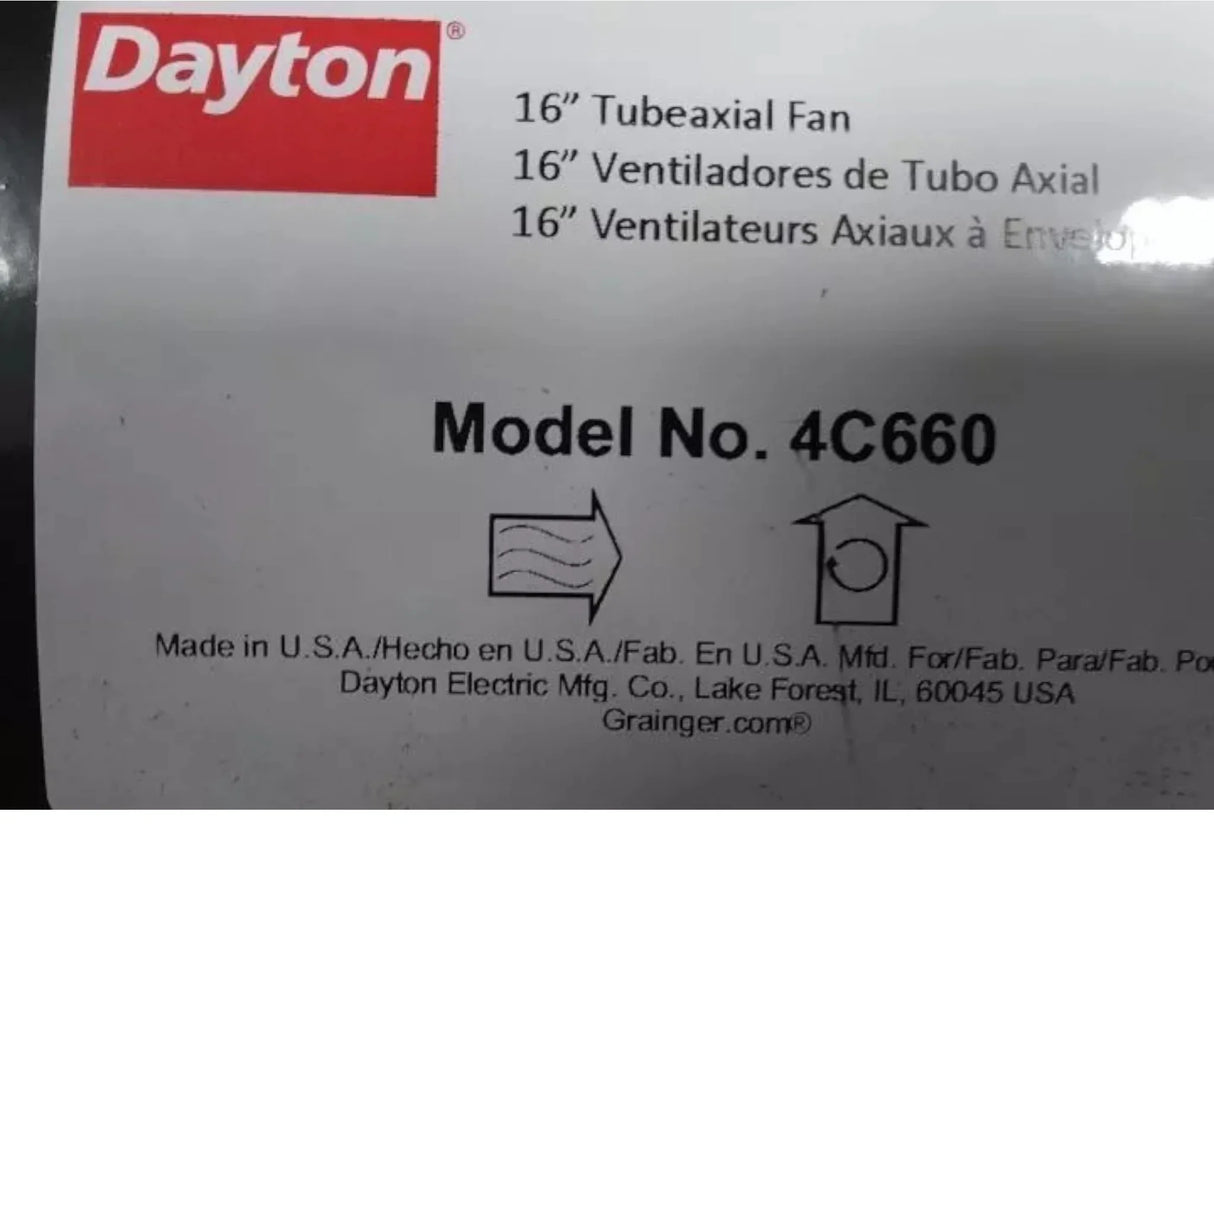 Dayton®
16” Tubeaxial Fan
16” Ventiladores de Tubo Axial
16” Ventilateurs Axiaux à
Model No. 4C660
Made in U.S.A./Hecho en U.S.A./Fab. En U.S.A. Mfd. For/Fab. Para/Fab.
Dayton Electric Mfg. Co., Lake Forest, IL, 60045 USA
Grainger.com®